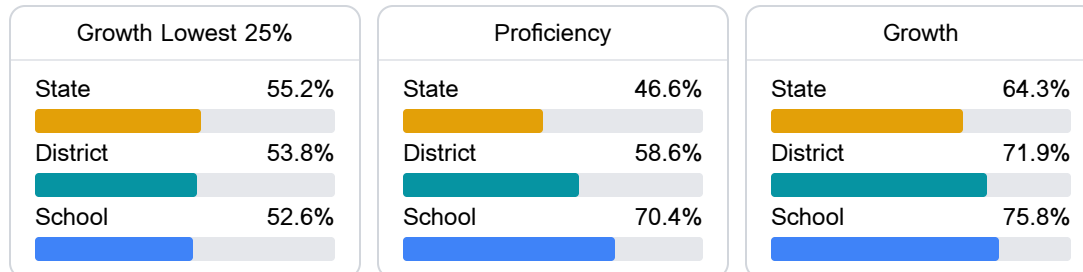 Growth Lowest 25%
State 55.2%
District 53.8%
School 52.6%
Proficiency
State 46.6%
District 58.6%
School 70.4%
Growth
State 64.3%
District 71.9%
School 75.8%